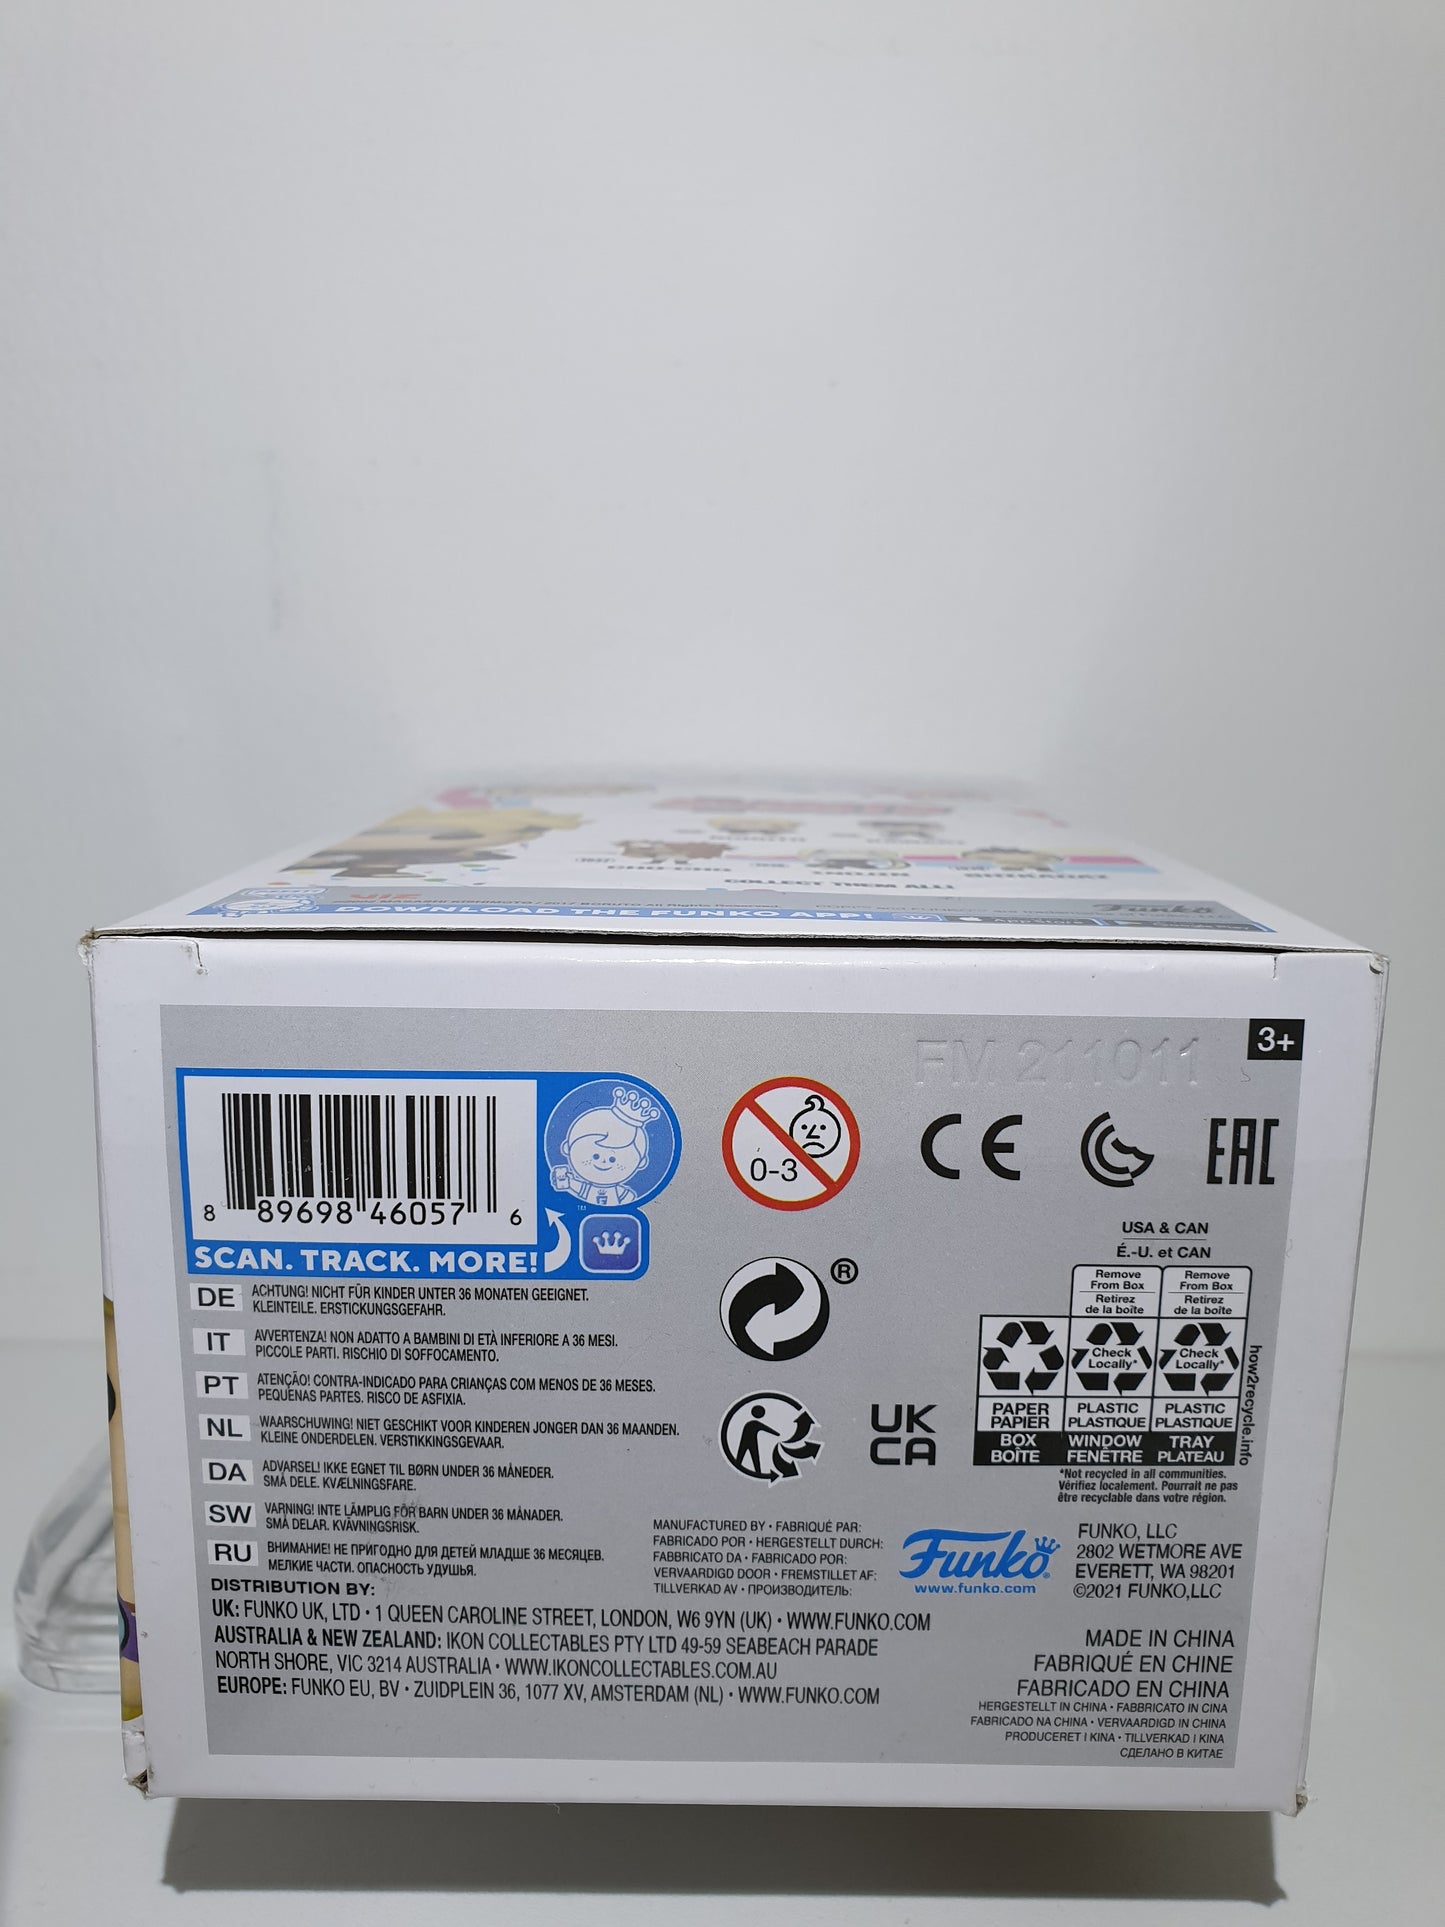 CHO-CHO
INOJIN
SHIKADAI
COLLECT THEM ALL!
VIZ
Funko
DOWNLOAD THE FUNKO APP!
FM 211011
3+
8 89698 46057 6
SCAN. TRACK. MORE!
TM
0-3
CE
EAC
®
UK
CA
DE ACHTUNG! NICHT FÜR KINDER UNTER 36 MONATEN GEEIGNET.
KLEINTEILE. ERSTICKUNGSGEFAHR.
IT AVVERTENZA! NON ADATTO A BAMBINI DI ETÀ INFERIORE A 36 MESI.
PICCOLE PARTI. RISCHIO DI SOFFOCAMENTO.
PT ATENÇÃO! CONTRA-INDICADO PARA CRIANÇAS COM MENOS DE 36 MESES.
PEQUENAS PARTES. RISCO DE ASFIXIA.
NL WAARSCHUWING! NIET GESCHIKT VOOR KINDEREN JONGER DAN 36 MAANDEN.
KLEINE ONDERDELEN. VERSTIKKINGSGEVAAR.
DA ADVARSEL! IKKE EGNET TIL BØRN UNDER 36 MÅNEDER.
SMÅ DELE. KVÆLNINGSFARE.
SW VARNING! INTE LÄMPLIG FÖR BARN UNDER 36 MÅNADER.
SMÅ DELAR. KVÄVNINGSRISK.
RU ВНИМАНИЕ! НЕ ПРИГОДНО ДЛЯ ДЕТЕЙ МЛАДШЕ 36 МЕСЯЦЕВ.
МЕЛКИЕ ЧАСТИ. ОПАСНОСТЬ УДУШЬЯ.
USA & CAN
É.-U. et CAN
Remove From Box
Retirez de la boîte
Remove From Box
Retirez de la boîte
Check Locally*
Check Locally*
PAPER PAPIER
PLASTIC PLASTIQUE
PLASTIC PLASTIQUE
BOX BOÎTE
WINDOW FENÊTRE
TRAY PLATEAU
how2recycle.info
*Not recycled in all communities.
Vérifiez localement. Pourrait ne pas
être recyclable dans votre région.
MANUFACTURED BY • FABRIQUÉ PAR:
FABRICADO POR • HERGESTELLT DURCH:
FABBRICATO DA • FABRICADO POR:
VERVAARDIGD DOOR • FREMSTILLET AF:
TILLVERKAD AV • ПРОИЗВОДИТЕЛЬ:
Funko®
www.funko.com
FUNKO, LLC
2802 WETMORE AVE
EVERETT, WA 98201
©2021 FUNKO,LLC
DISTRIBUTION BY:
UK: FUNKO UK, LTD • 1 QUEEN CAROLINE STREET, LONDON, W6 9YN (UK) • WWW.FUNKO.COM
AUSTRALIA & NEW ZEALAND: IKON COLLECTABLES PTY LTD 49-59 SEABEACH PARADE
NORTH SHORE, VIC 3214 AUSTRALIA • WWW.IKONCOLLECTABLES.COM.AU
EUROPE: FUNKO EU, BV • ZUIDPLEIN 36, 1077 XV, AMSTERDAM (NL) • WWW.FUNKO.COM
MADE IN CHINA
FABRIQUÉ EN CHINE
FABRICADO EN CHINA
HERGESTELLT IN CHINA • FABBRICATO IN CINA
FABRICADO NA CHINA • VERVAARDIGD IN CHINA
PRODUCERET I KINA • TILLVERKAD I KINA
СДЕЛАНО В КИТАЕ